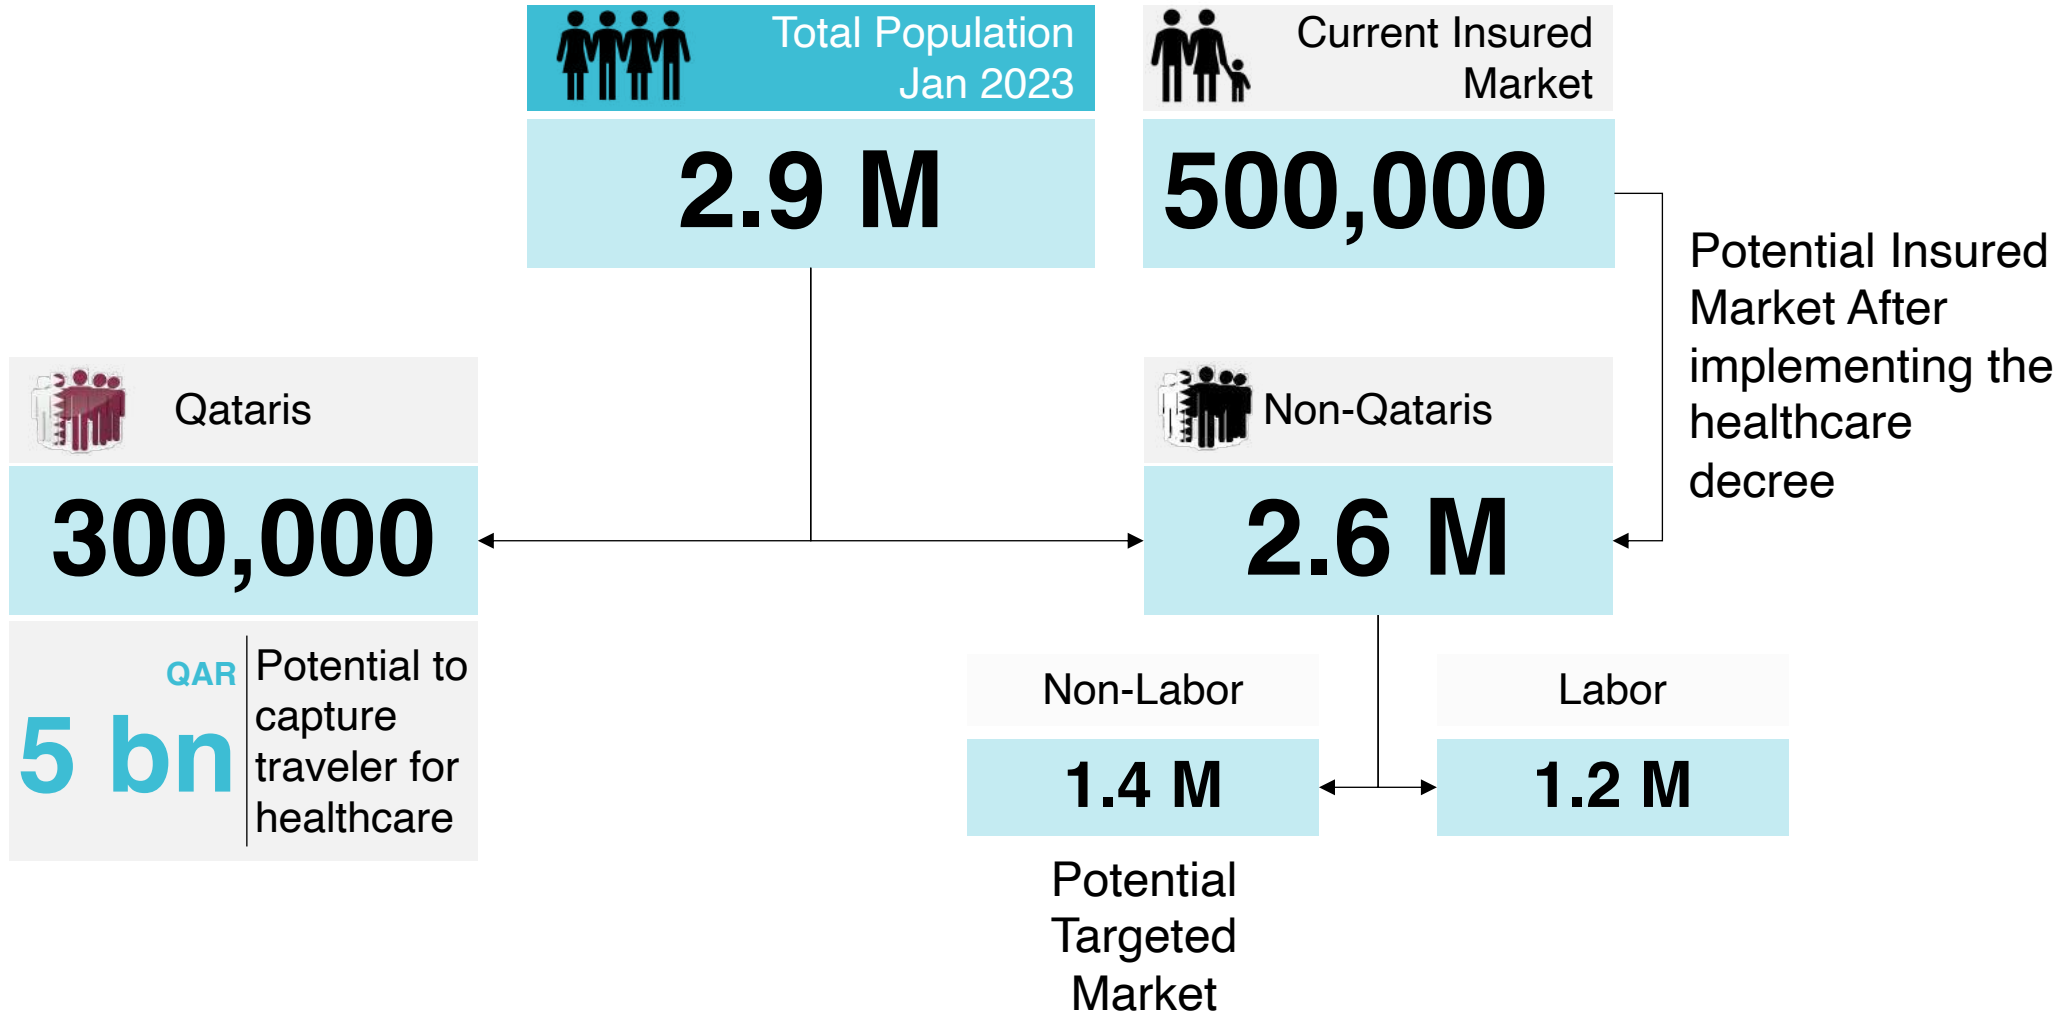 Total Population
Jan 2023
2.9 M
Current Insured
Market
500,000
Potential Insured
Market After
implementing the
healthcare
decree
Qataris
300,000
QAR
5 bn
Potential to
capture
traveler for
healthcare
Non-Qataris
2.6 M
Non-Labor
1.4 M
Labor
1.2 M
Potential
Targeted
Market